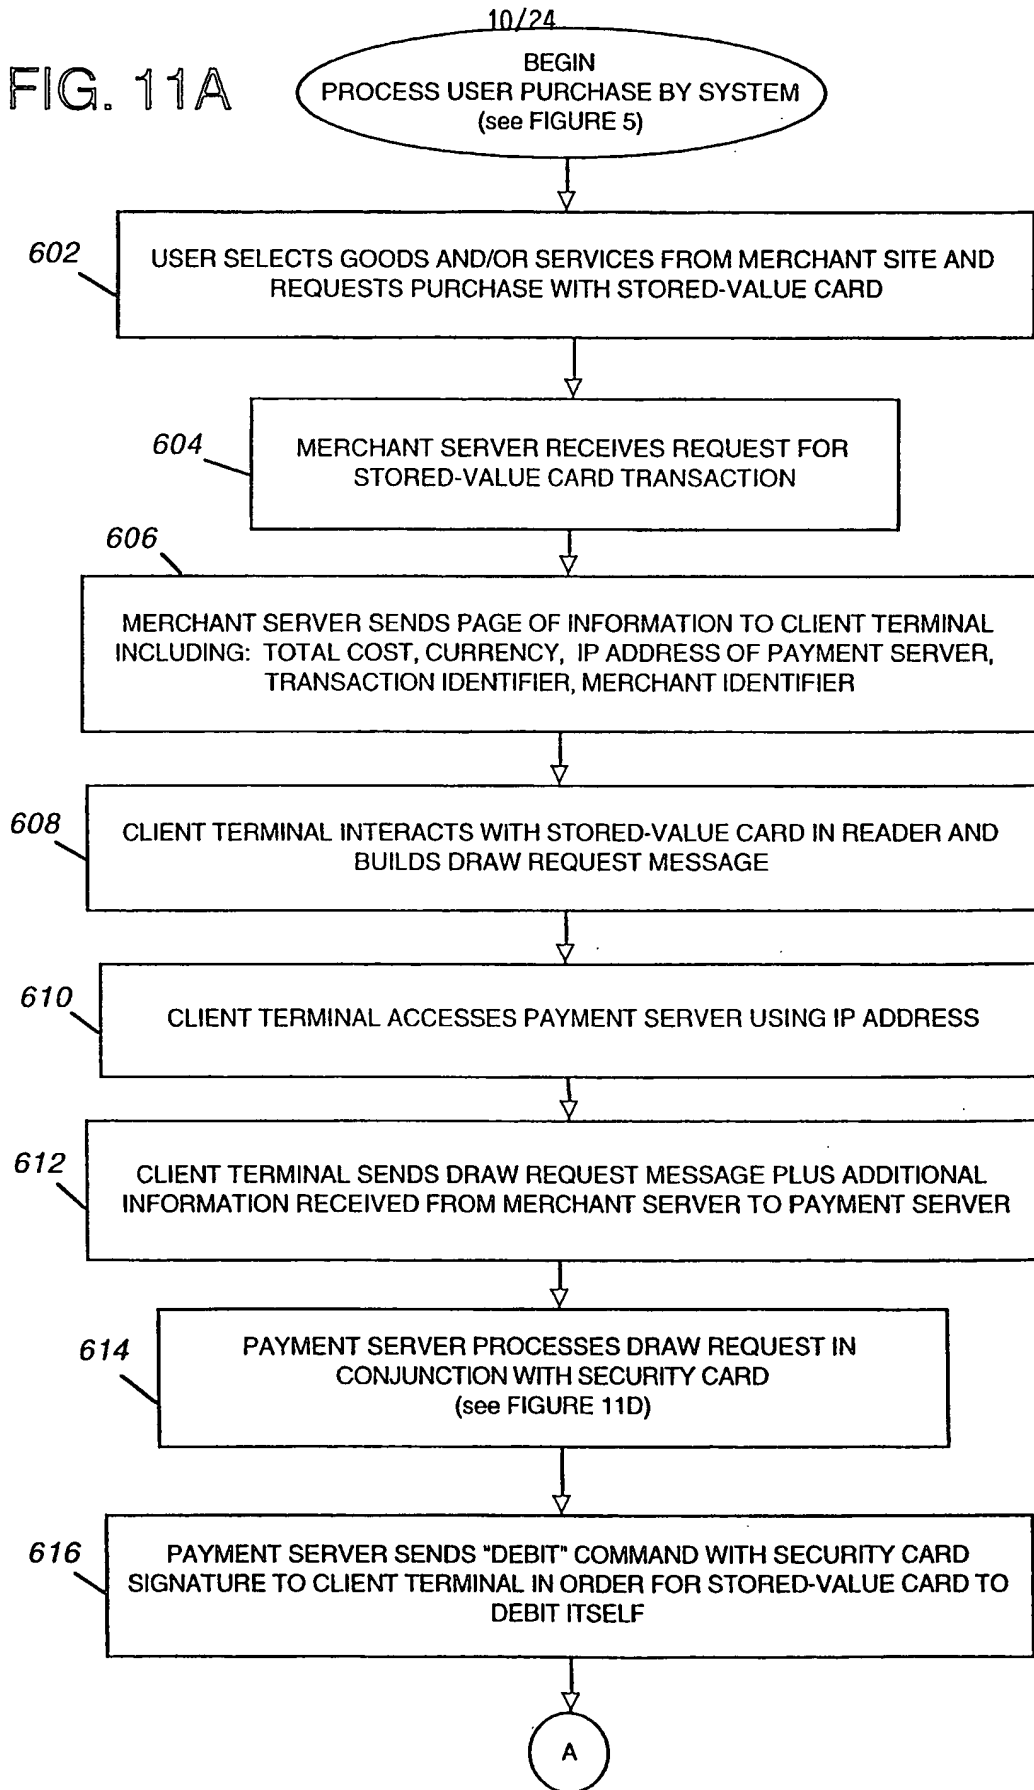 10/24
FIG. 11A
BEGIN
PROCESS USER PURCHASE BY SYSTEM
(see FIGURE 5)
602
USER SELECTS GOODS AND/OR SERVICES FROM MERCHANT SITE AND
REQUESTS PURCHASE WITH STORED-VALUE CARD
604
MERCHANT SERVER RECEIVES REQUEST FOR
STORED-VALUE CARD TRANSACTION
606
MERCHANT SERVER SENDS PAGE OF INFORMATION TO CLIENT TERMINAL
INCLUDING: TOTAL COST, CURRENCY, IP ADDRESS OF PAYMENT SERVER,
TRANSACTION IDENTIFIER, MERCHANT IDENTIFIER
608
CLIENT TERMINAL INTERACTS WITH STORED-VALUE CARD IN READER AND
BUILDS DRAW REQUEST MESSAGE
610
CLIENT TERMINAL ACCESSES PAYMENT SERVER USING IP ADDRESS
612
CLIENT TERMINAL SENDS DRAW REQUEST MESSAGE PLUS ADDITIONAL
INFORMATION RECEIVED FROM MERCHANT SERVER TO PAYMENT SERVER
614
PAYMENT SERVER PROCESSES DRAW REQUEST IN
CONJUNCTION WITH SECURITY CARD
(see FIGURE 11D)
616
PAYMENT SERVER SENDS "DEBIT" COMMAND WITH SECURITY CARD
SIGNATURE TO CLIENT TERMINAL IN ORDER FOR STORED-VALUE CARD TO
DEBIT ITSELF
A